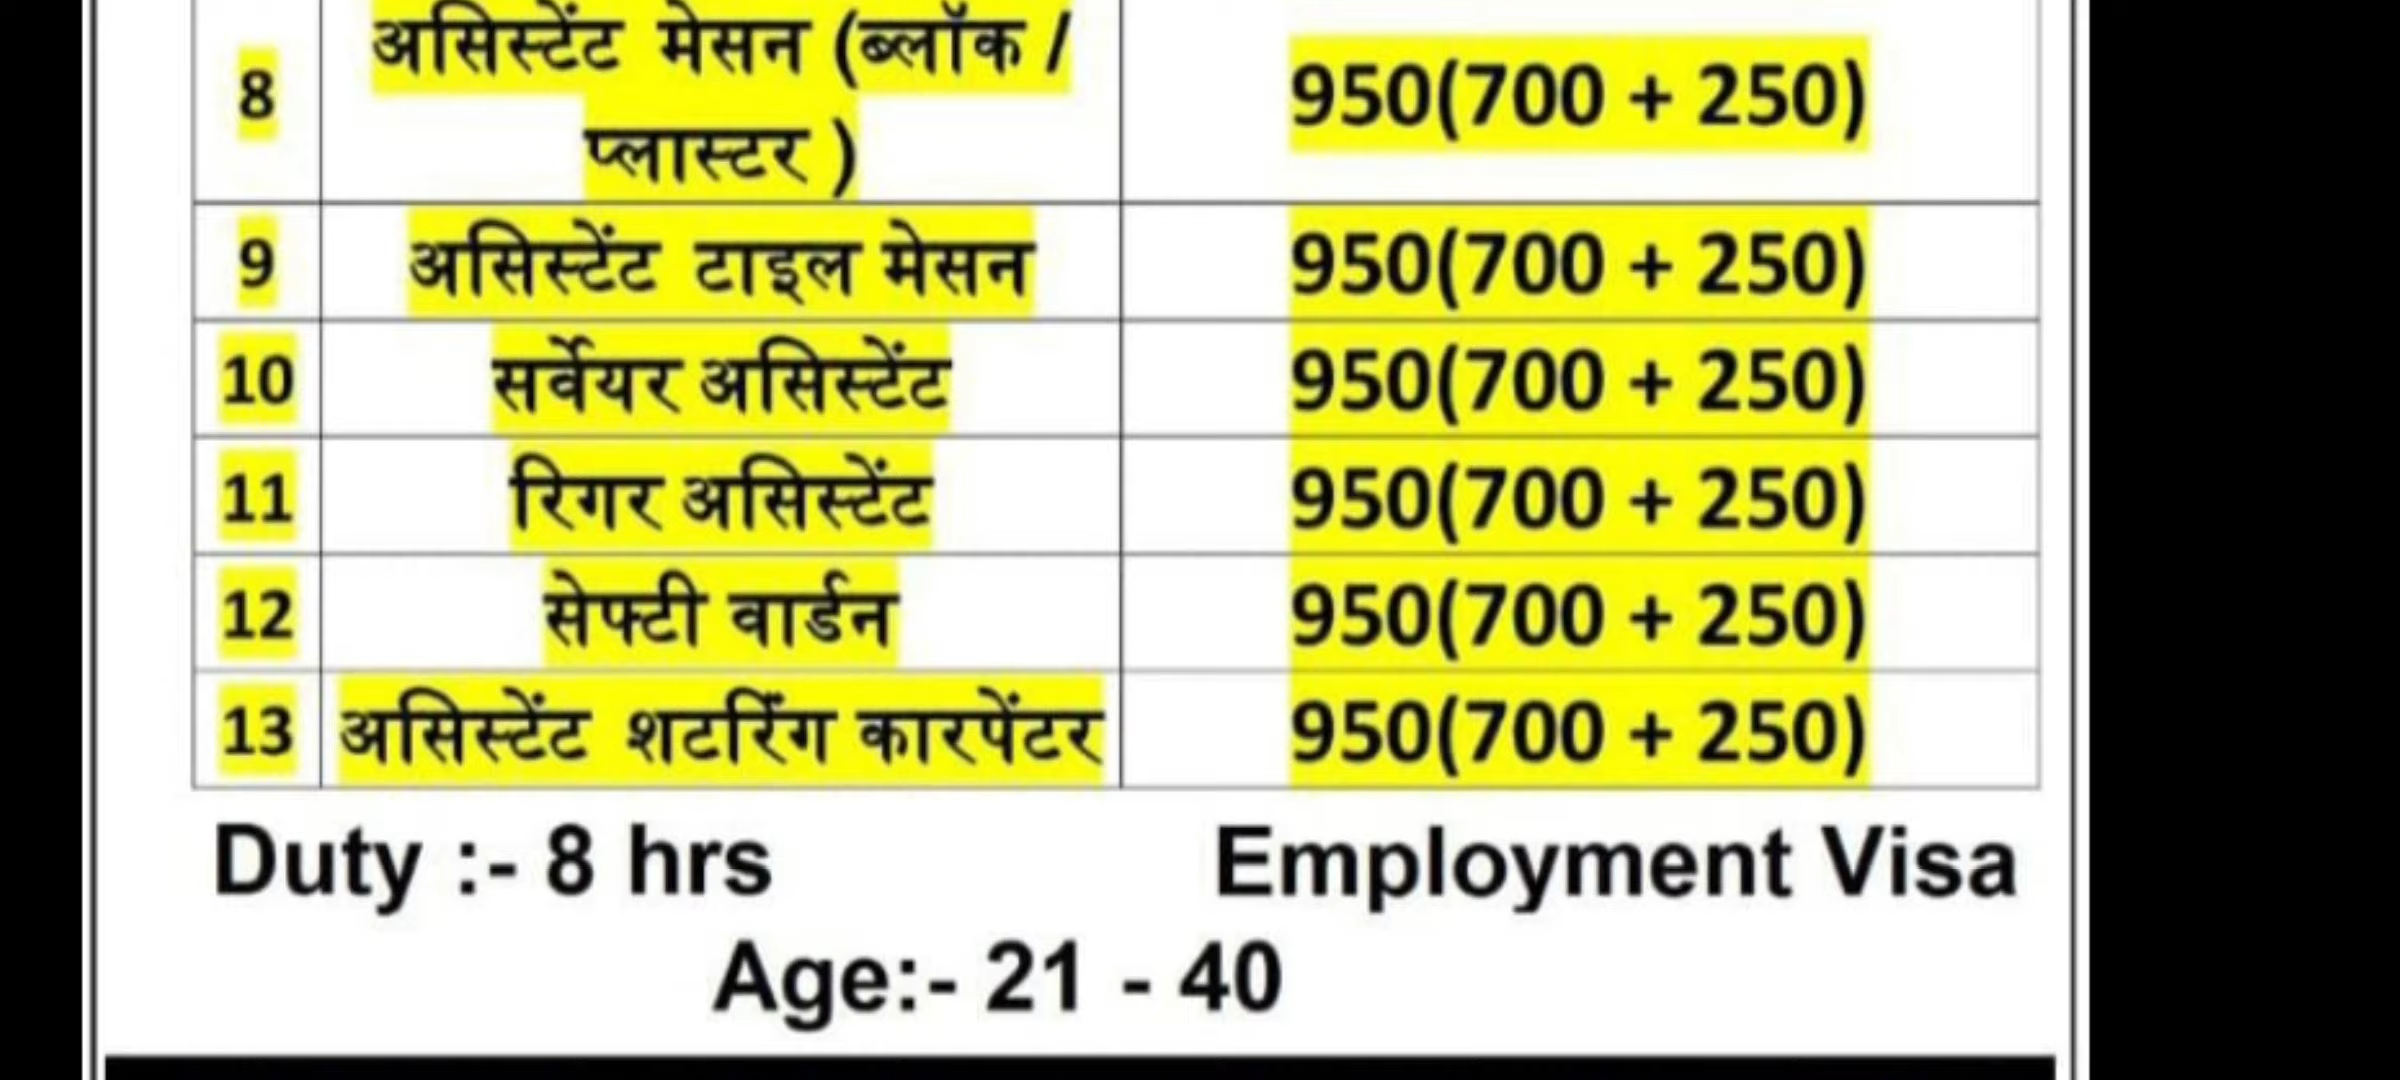 8 असिस्टेंट मेसन (ब्लॉक /
प्लास्टर ) 950(700 + 250)
9 असिस्टेंट टाइल मेसन 950(700 + 250)
10 सर्वेयर असिस्टेंट 950(700 + 250)
11 रिगर असिस्टेंट 950(700 + 250)
12 सेफ्टी वार्डन 950(700 + 250)
13 असिस्टेंट शटरिंग कारपेंटर 950(700 + 250)
Duty :- 8 hrs Employment Visa
Age:- 21 - 40